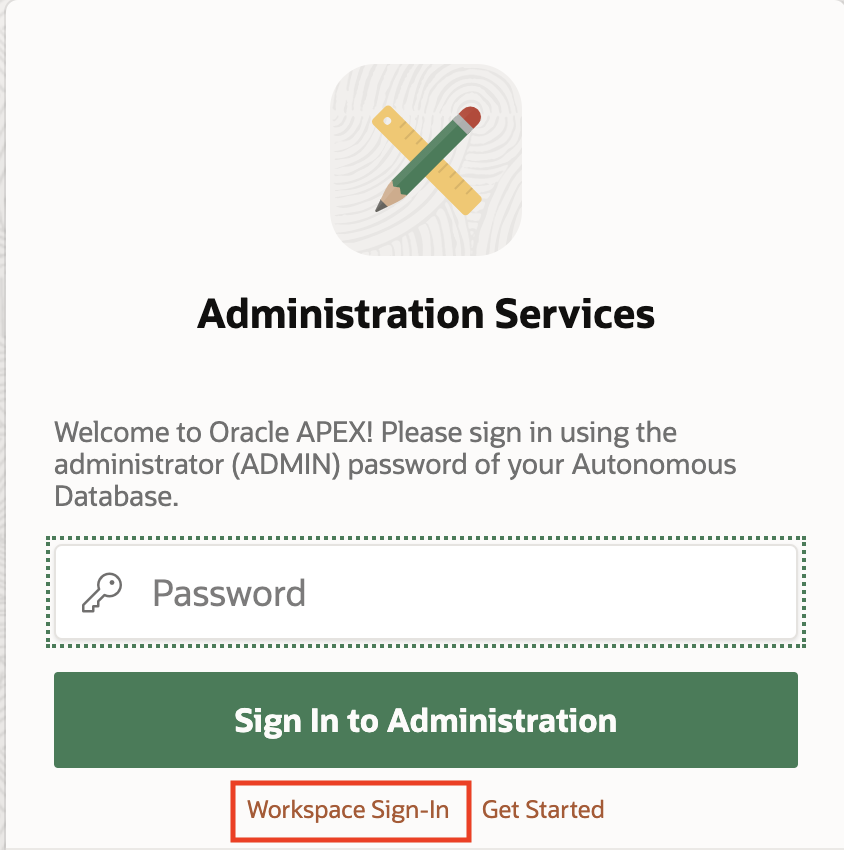 Administration Services
Welcome to Oracle APEX! Please sign in using the
administrator (ADMIN) password of your Autonomous
Database.
Password
Sign In to Administration
Workspace Sign-In Get Started